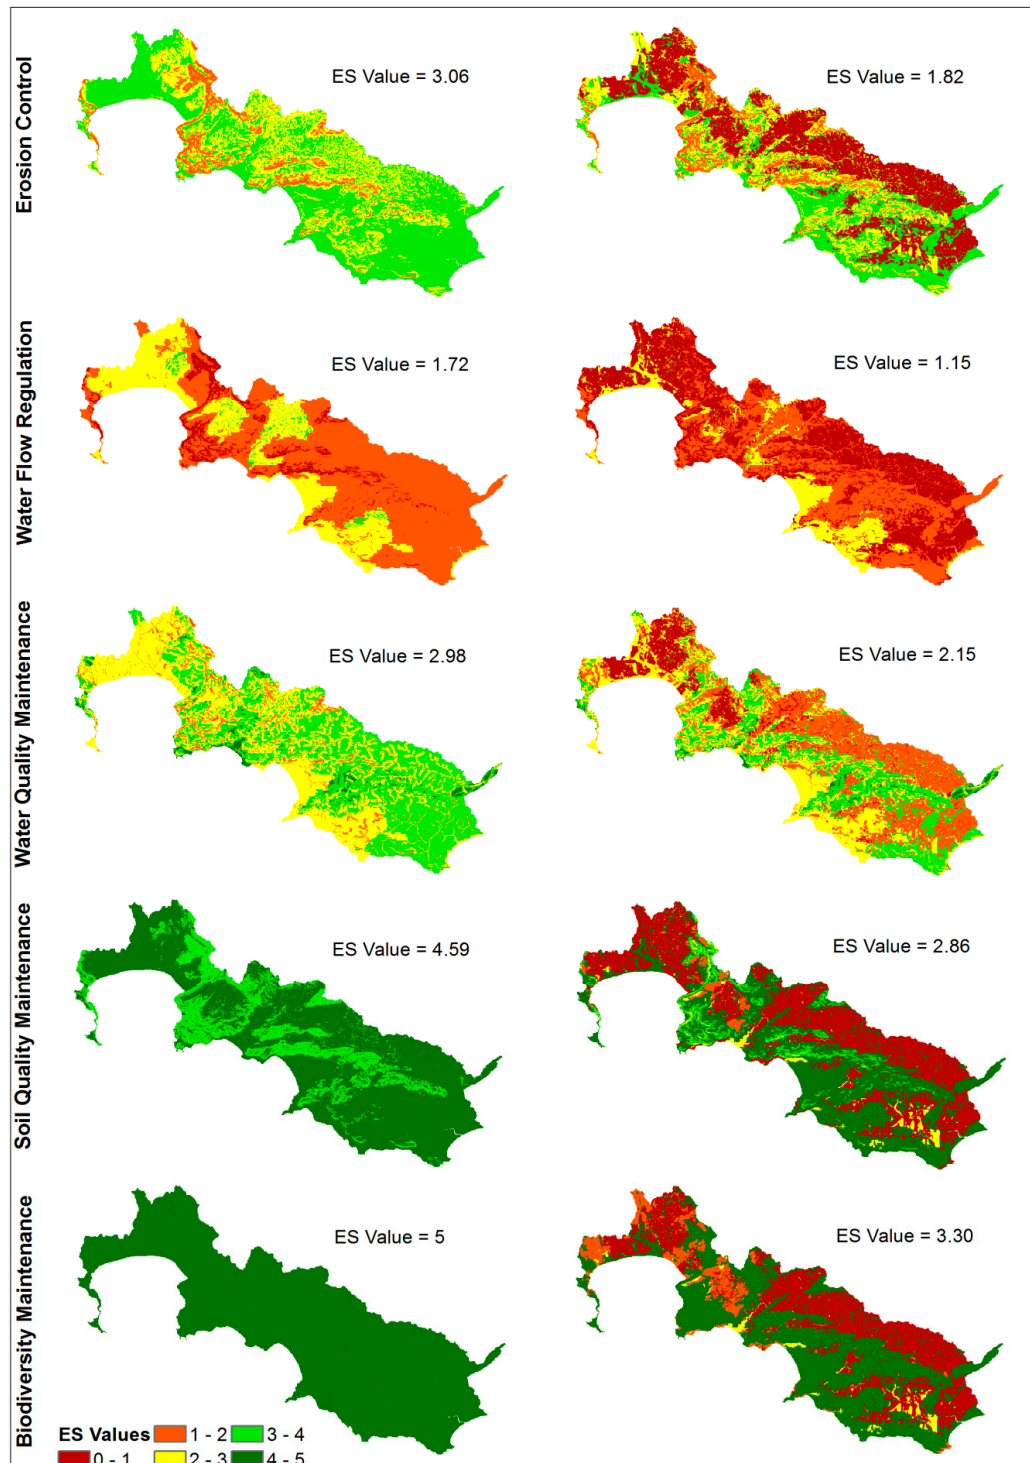 Erosion Control
ES Value = 3.06
ES Value = 1.82
Water Flow Regulation
ES Value = 1.72
ES Value = 1.15
Water Quality Maintenance
ES Value = 2.98
ES Value = 2.15
Soil Quality Maintenance
ES Value = 4.59
ES Value = 2.86
Biodiversity Maintenance
ES Value = 5
ES Value = 3.30
ES Values 1 - 2 3 - 4
0 - 1 2 - 3 4 - 5